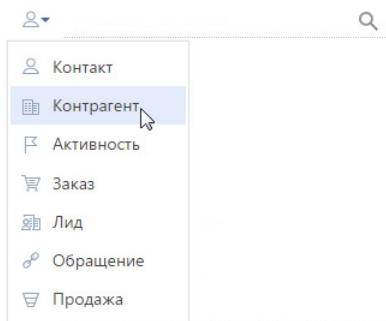 Контакт
Контрагент
Активность
Заказ
Лид
Обращение
Продажа